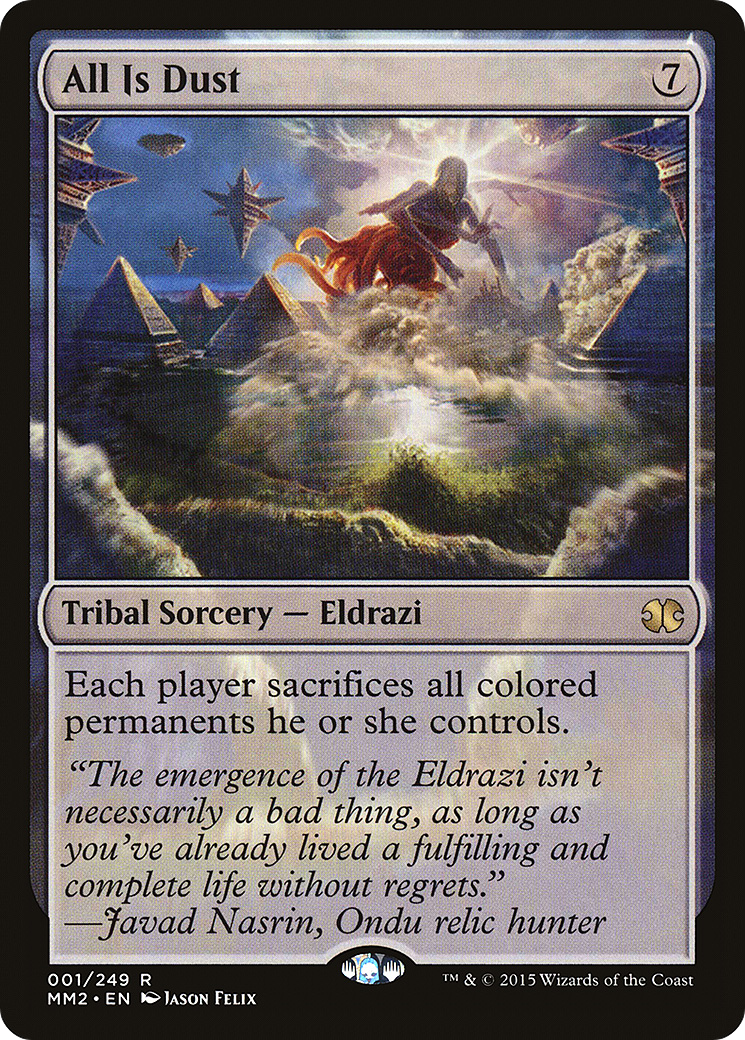 All Is Dust
7
Tribal Sorcery — Eldrazi
Each player sacrifices all colored
permanents he or she controls.
“The emergence of the Eldrazi isn’t
necessarily a bad thing, as long as
you’ve already lived a fulfilling and
complete life without regrets.”
—Javad Nasrin, Ondu relic hunter
001/249 R
MM2 • EN Jason Felix
™ & © 2015 Wizards of the Coast